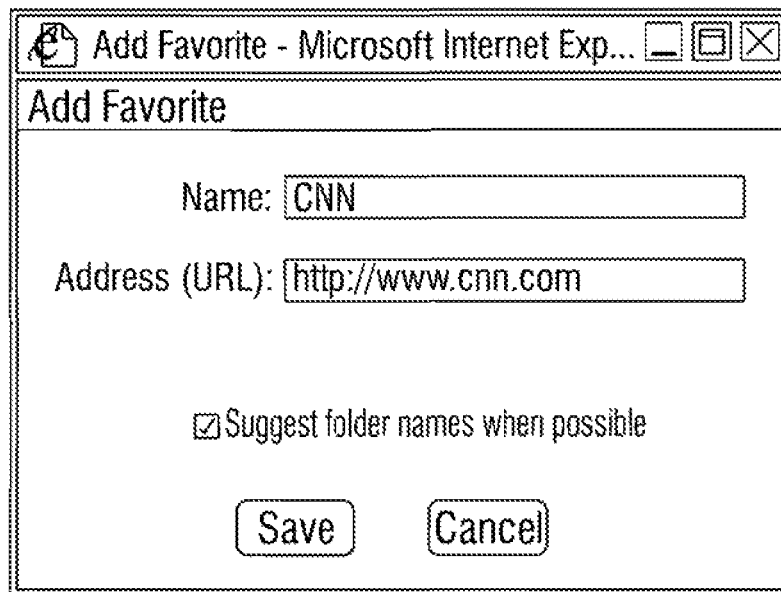 Add Favorite - Microsoft Internet Exp...
Add Favorite
Name: CNN
Address (URL): http://www.cnn.com
Suggest folder names when possible
Save Cancel